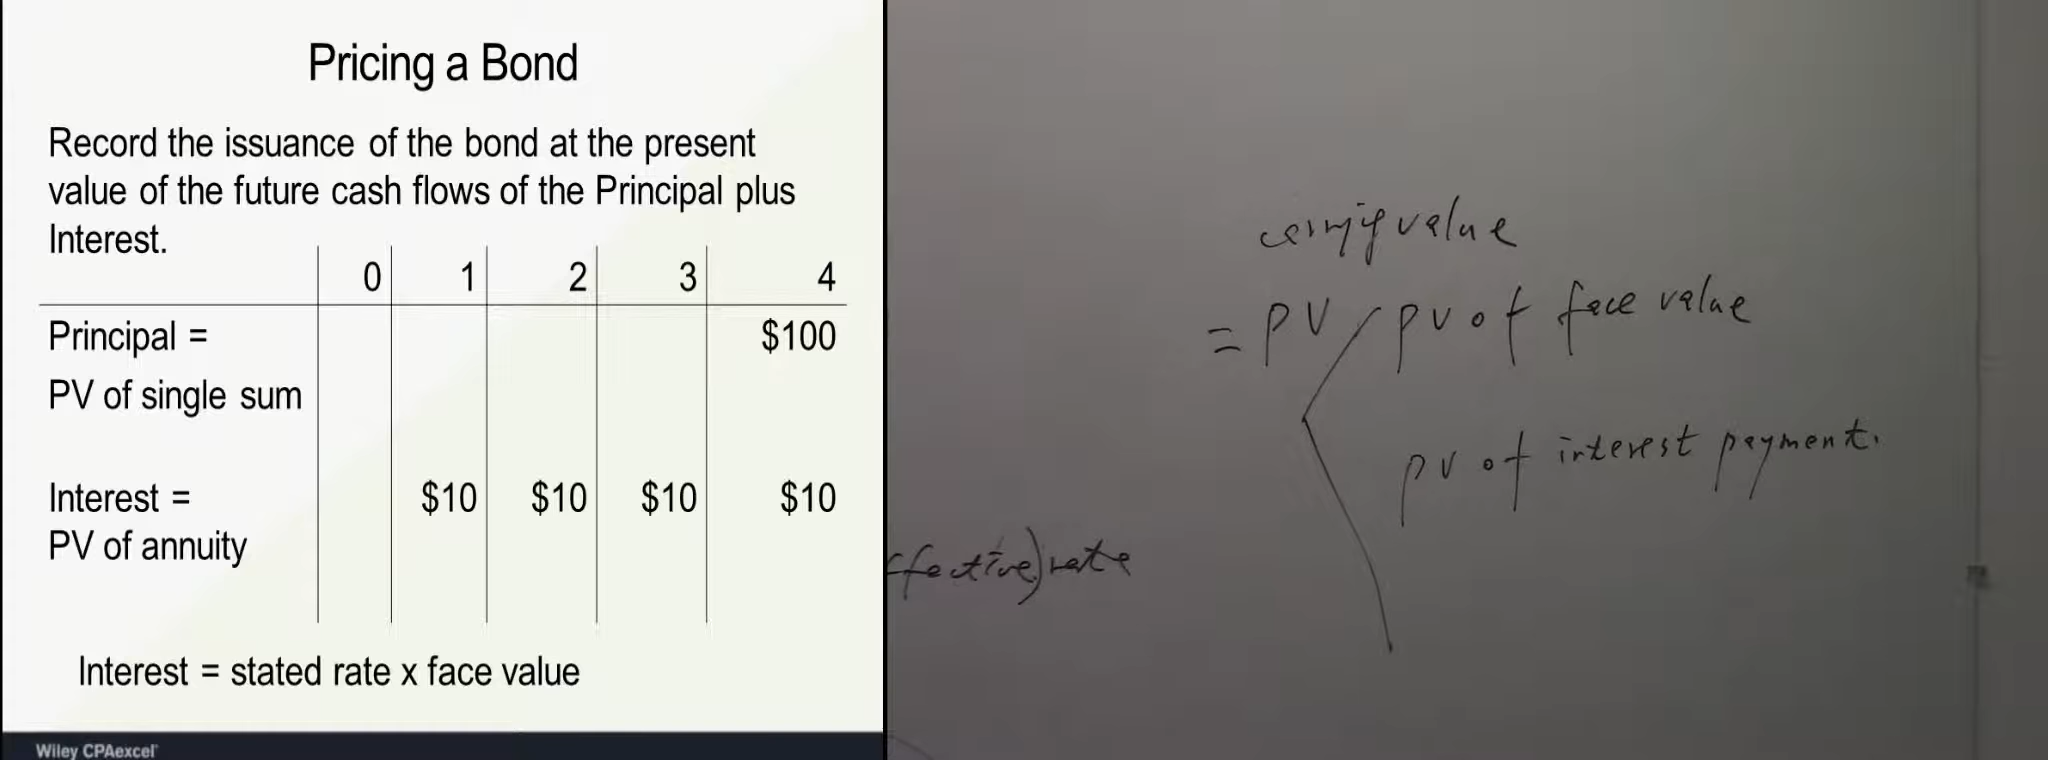 Pricing a Bond
Record the issuance of the bond at the present
value of the future cash flows of the Principal plus
Interest.
0 1 2 3 4
Principal = $100
PV of single sum
Interest = $10 $10 $10 $10
PV of annuity
Interest = stated rate x face value
Wiley CPAexcel
value
= PV pv of face value
pv of interest payment.
ffective) rate